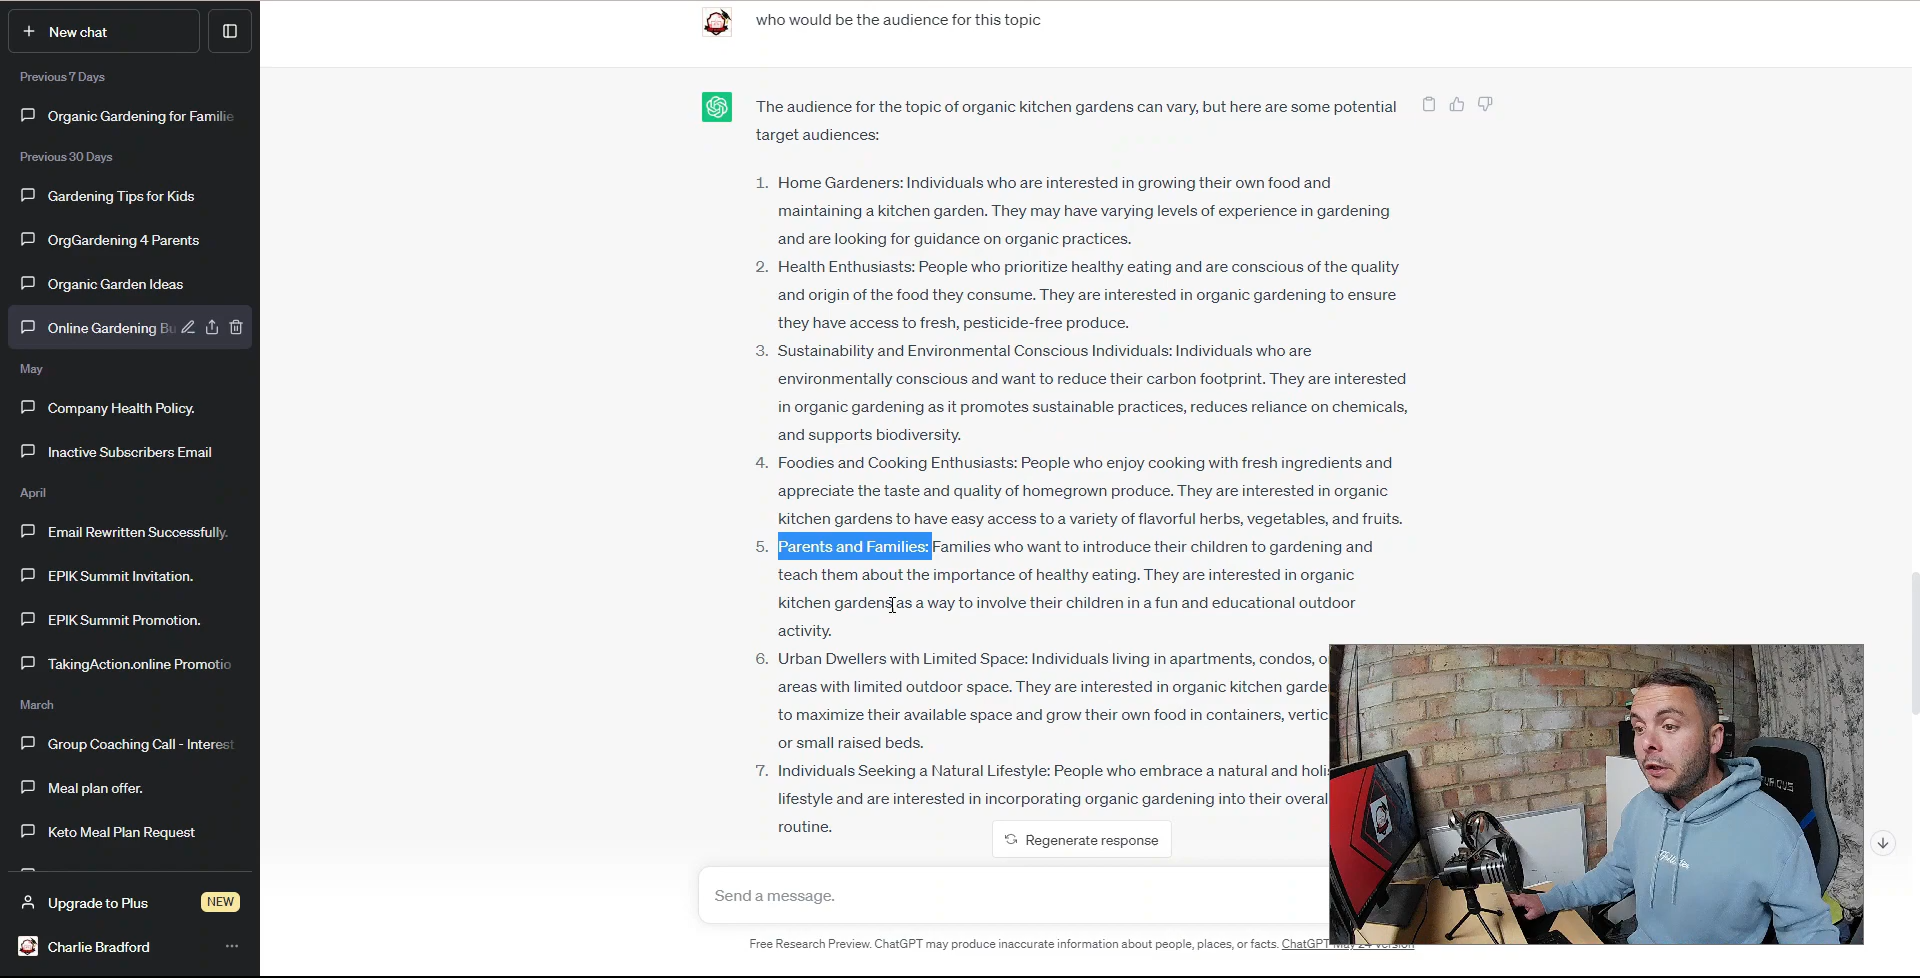 New chat
Previous 7 Days
Organic Gardening for Familie
Previous 30 Days
Gardening Tips for Kids
OrgGardening 4 Parents
Organic Garden Ideas
Online Gardening Bu
May
Company Health Policy.
Inactive Subscribers Email
April
Email Rewritten Successfully.
EPIK Summit Invitation.
EPIK Summit Promotion.
TakingAction.online Promotio
March
Group Coaching Call - Interest
Meal plan offer.
Keto Meal Plan Request
Upgrade to Plus NEW
Charlie Bradford
who would be the audience for this topic
The audience for the topic of organic kitchen gardens can vary, but here are some potential
target audiences:
1. Home Gardeners: Individuals who are interested in growing their own food and
maintaining a kitchen garden. They may have varying levels of experience in gardening
and are looking for guidance on organic practices.
2. Health Enthusiasts: People who prioritize healthy eating and are conscious of the quality
and origin of the food they consume. They are interested in organic gardening to ensure
they have access to fresh, pesticide-free produce.
3. Sustainability and Environmental Conscious Individuals: Individuals who are
environmentally conscious and want to reduce their carbon footprint. They are interested
in organic gardening as it promotes sustainable practices, reduces reliance on chemicals,
and supports biodiversity.
4. Foodies and Cooking Enthusiasts: People who enjoy cooking with fresh ingredients and
appreciate the taste and quality of homegrown produce. They are interested in organic
kitchen gardens to have easy access to a variety of flavorful herbs, vegetables, and fruits.
5. Parents and Families: Families who want to introduce their children to gardening and
teach them about the importance of healthy eating. They are interested in organic
kitchen gardens as a way to involve their children in a fun and educational outdoor
activity.
6. Urban Dwellers with Limited Space: Individuals living in apartments, condos, o
areas with limited outdoor space. They are interested in organic kitchen garde
to maximize their available space and grow their own food in containers, vertic
or small raised beds.
7. Individuals Seeking a Natural Lifestyle: People who embrace a natural and holi
lifestyle and are interested in incorporating organic gardening into their overal
routine.
Regenerate response
Send a message.
Free Research Preview. ChatGPT may produce inaccurate information about people, places, or facts. ChatGPT May 24 Version